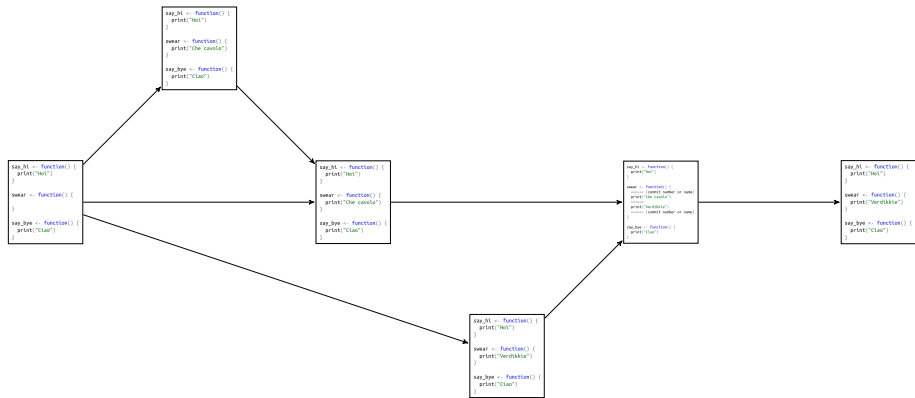 say_hi <- function() {
print("Hoi")
}
swear <- function() {
print("Che cavolo")
}
say_bye <- function() {
print("Ciao")
}
say_hi <- function() {
print("Hoi")
}
swear <- function() {
}
say_bye <- function() {
print("Ciao")
}
say_hi <- function() {
print("Hoi")
}
swear <- function() {
print("Che cavolo")
}
say_bye <- function() {
print("Ciao")
}
say_hi <- function() {
print("Hoi")
}
swear <- function() {
(commit number or name)
print("Che cavolo")
print("Verdikkie")
(commit number or name)
}
say_bye <- function() {
print("Ciao")
}
say_hi <- function() {
print("Hoi")
}
swear <- function() {
print("Verdikkie")
}
say_bye <- function() {
print("Ciao")
}
say_hi <- function() {
print("Hoi")
}
swear <- function() {
print("Verdikkie")
}
say_bye <- function() {
print("Ciao")
}